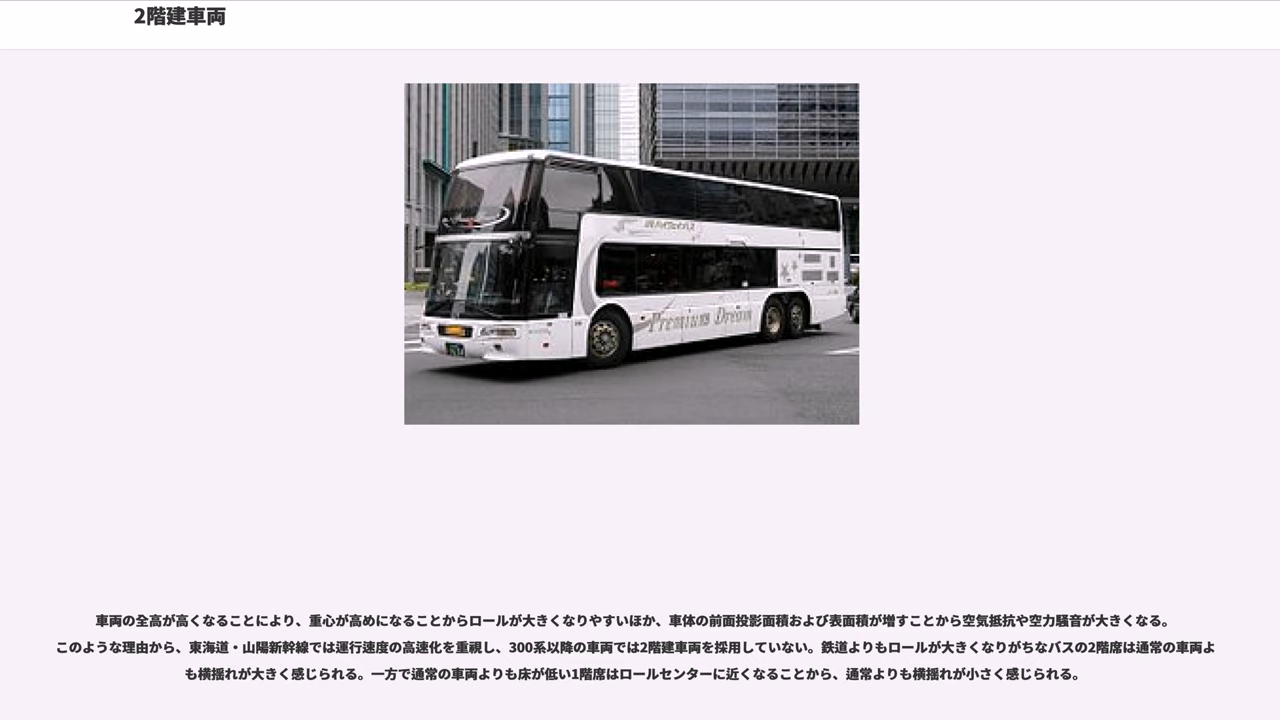 2階建車両
Premium Dream
車両の全高が高くなることにより、重心が高めになることからロールが大きくなりやすいほか、車体の前面投影面積および表面積が増すことから空気抵抗や空力騒音が大きくなる。
このような理由から、東海道・山陽新幹線では運行速度の高速化を重視し、300系以降の車両では2階建車両を採用していない。鉄道よりもロールが大きくなりがちなバスの2階席は通常の車両よ
も横揺れが大きく感じられる。一方で通常の車両よりも床が低い1階席はロールセンターに近くなることから、通常よりも横揺れが小さく感じられる。